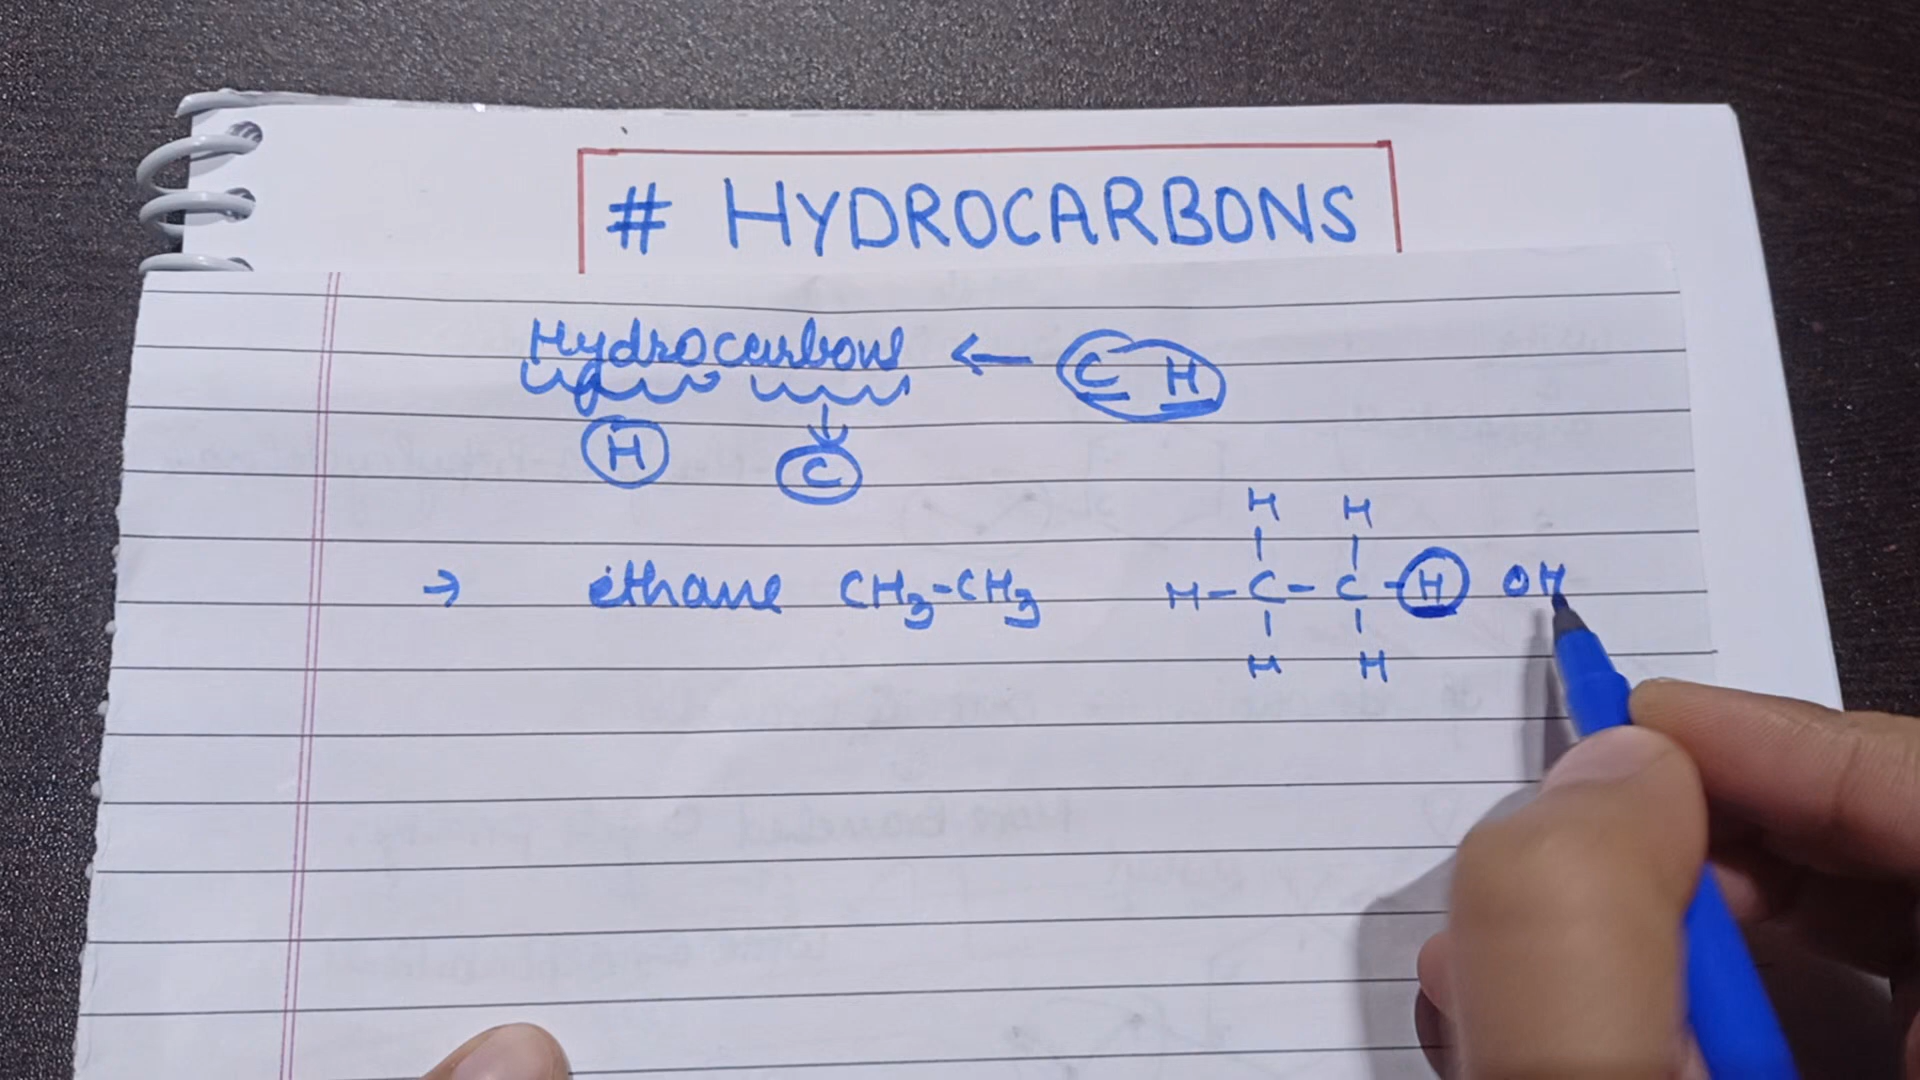 # HYDROCARBONS
Hydrocarbons ← C H
H C
→ ethane CH3-CH3
H H
H-C-C-H OH
H H